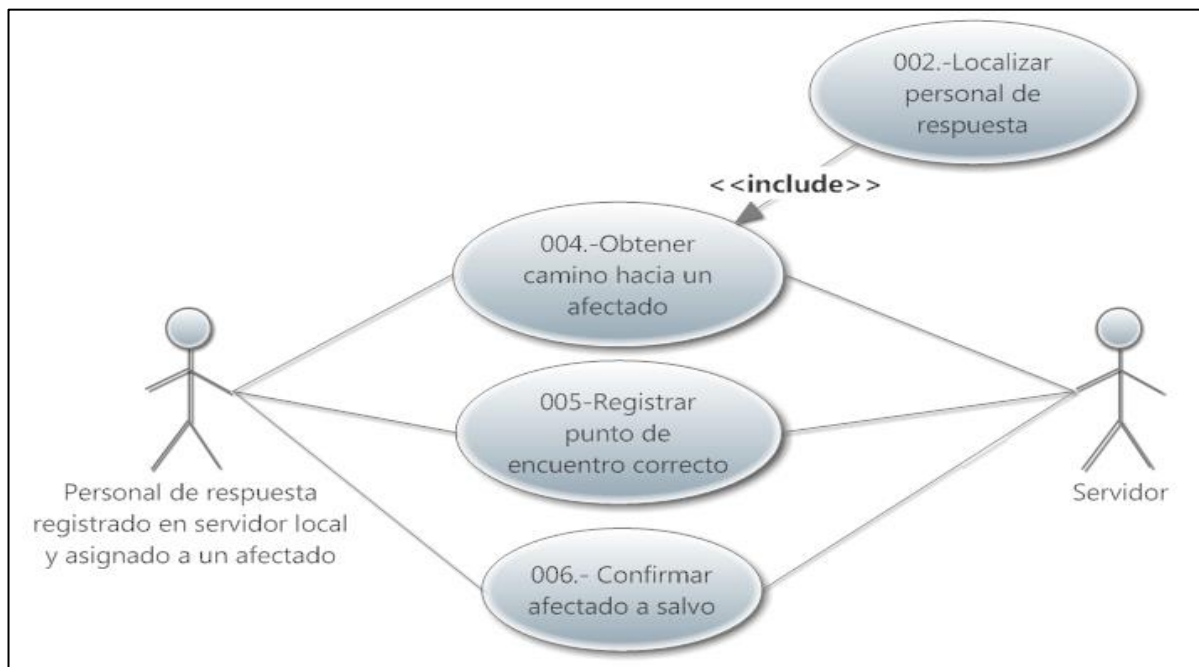 002.-Localizar
personal de
respuesta
<<include>>
004.-Obtener
camino hacia un
afectado
005-Registrar
punto de
encuentro correcto
Personal de respuesta
registrado en servidor local
y asignado a un afectado
Servidor
006.- Confirmar
afectado a salvo